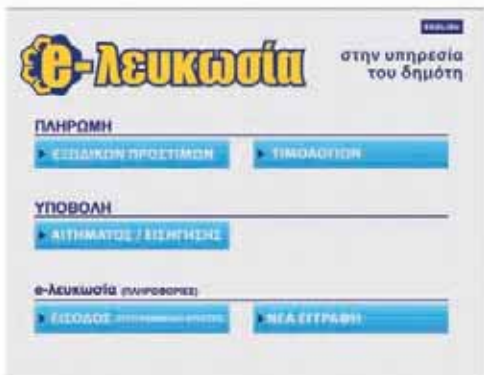 ENGLISH
e-λευκωσία
στην υπηρεσία
του δημότη
ΠΛΗΡΩΜΗ
ΕΞΩΔΙΚΩΝ ΠΡΟΣΤΙΜΩΝ
ΤΙΜΟΛΟΓΙΩΝ
ΥΠΟΒΟΛΗ
ΑΙΤΗΜΑΤΟΣ / ΕΙΣΗΓΗΣΗΣ
e-λευκωσία (ΠΛΗΡΟΦΟΡΙΕΣ)
ΕΙΣΟΔΟΣ
ΝΕΑ ΕΓΓΡΑΦΗ